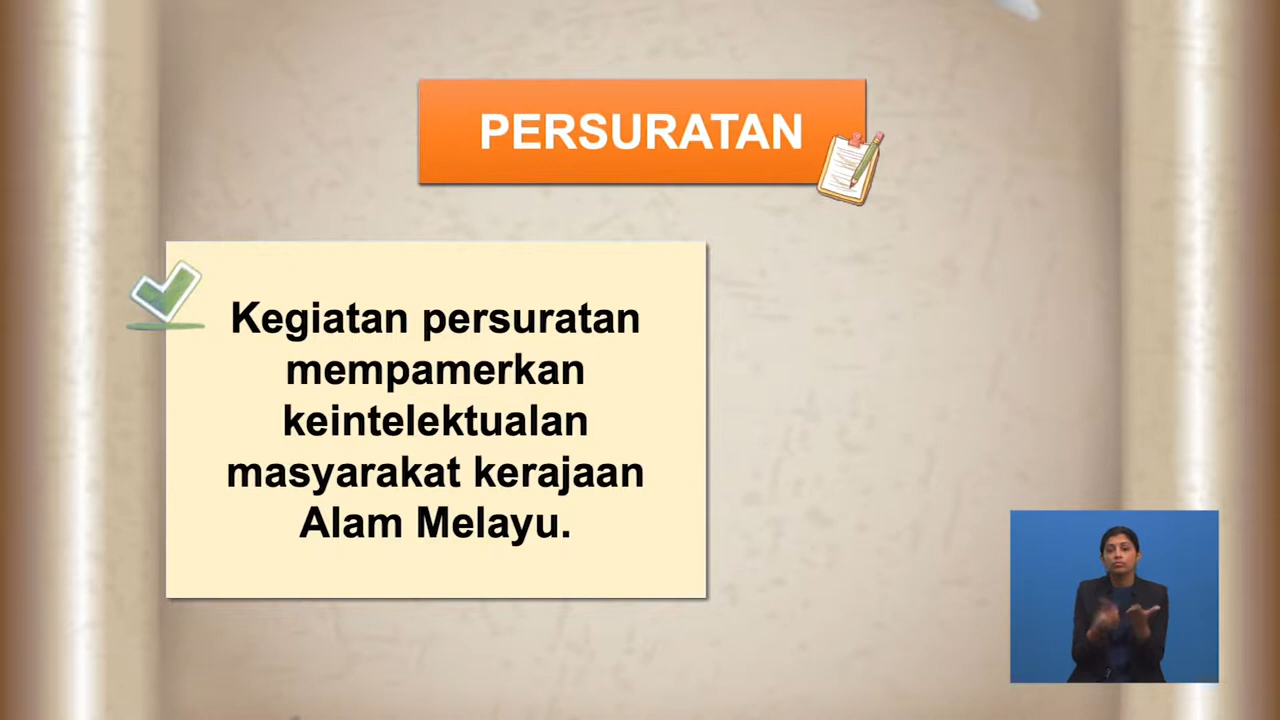 PERSURATAN
Kegiatan persuratan
mempamerkan
keintelektualan
masyarakat kerajaan
Alam Melayu.